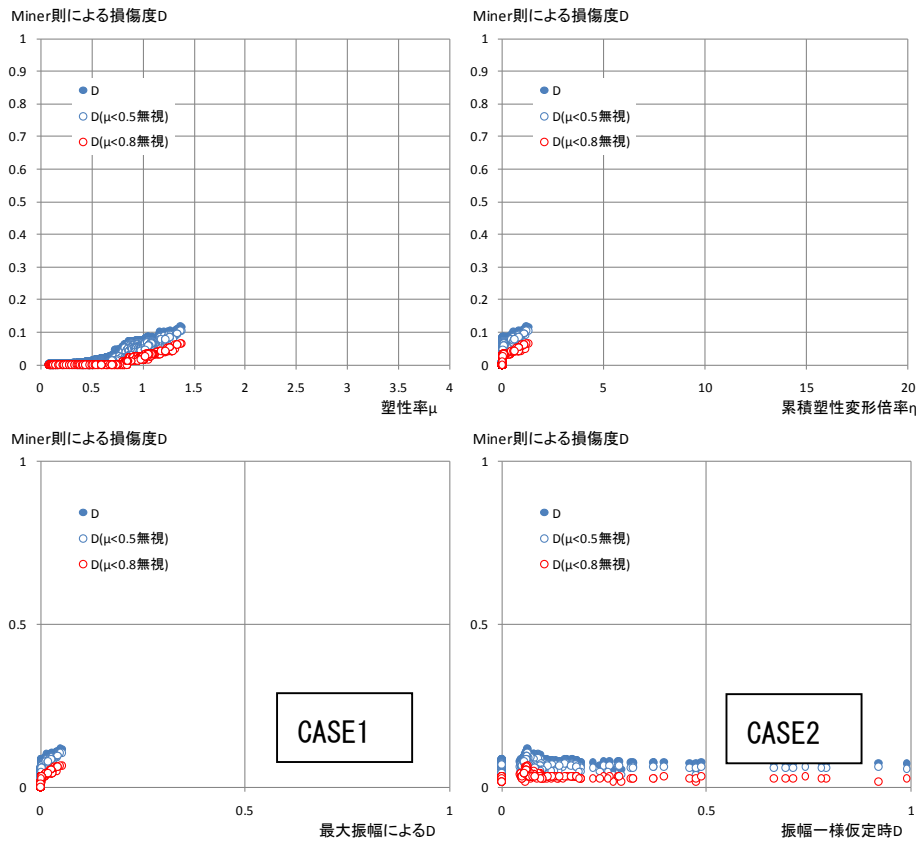 Miner則による損傷度D
1
0.9
0.8
0.7
0.6
0.5
0.4
0.3
0.2
0.1
0
D
D(μ<0.5無視)
D(μ<0.8無視)
0 0.5 1 1.5 2 2.5 3 3.5 4
塑性率μ
Miner則による損傷度D
1
0.9
0.8
0.7
0.6
0.5
0.4
0.3
0.2
0.1
0
D
D(μ<0.5無視)
D(μ<0.8無視)
0 5 10 15 20
累積塑性変形倍率η
Miner則による損傷度D
1
0.5
0
D
D(μ<0.5無視)
D(μ<0.8無視)
CASE1
0 0.5 1
最大振幅によるD
Miner則による損傷度D
1
0.5
0
D
D(μ<0.5無視)
D(μ<0.8無視)
CASE2
0 0.5 1
振幅一様仮定時D